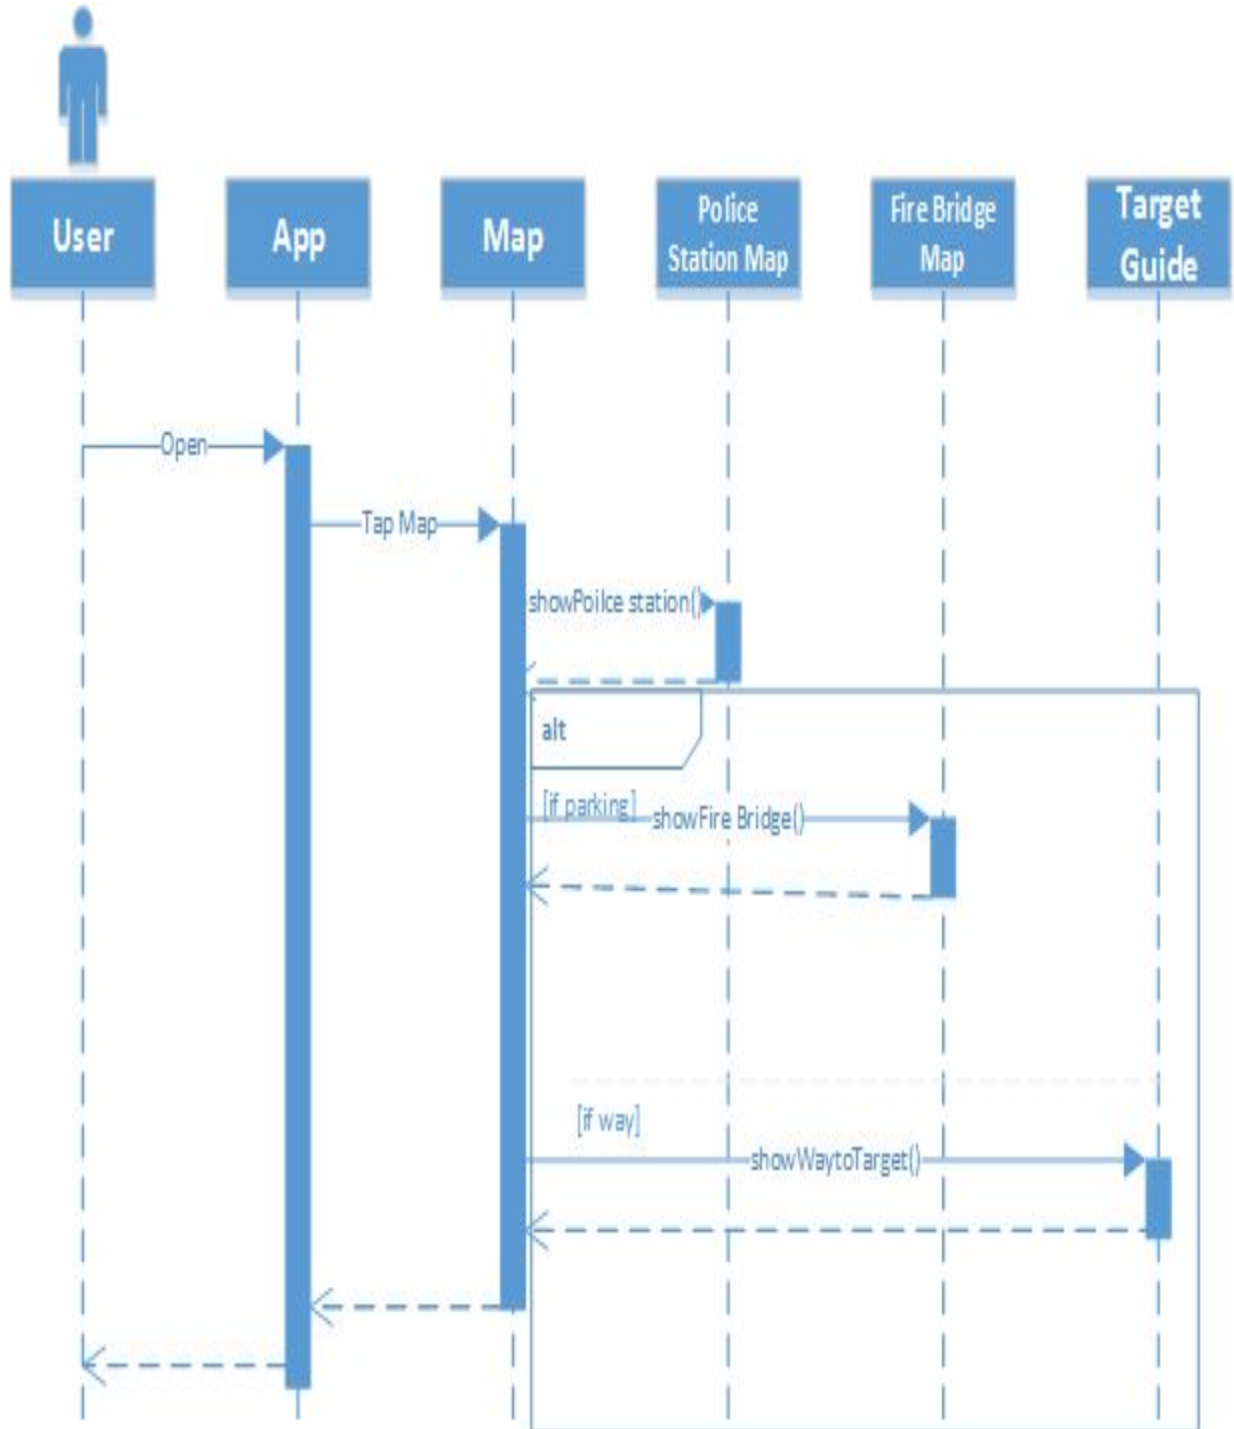 User
App
Map
Police
Station Map
Fire Bridge
Map
Target
Guide
Open
Tap Map
showPoilce station()
alt
[if parking]
showFire Bridge()
[if way]
showWaytoTarget()